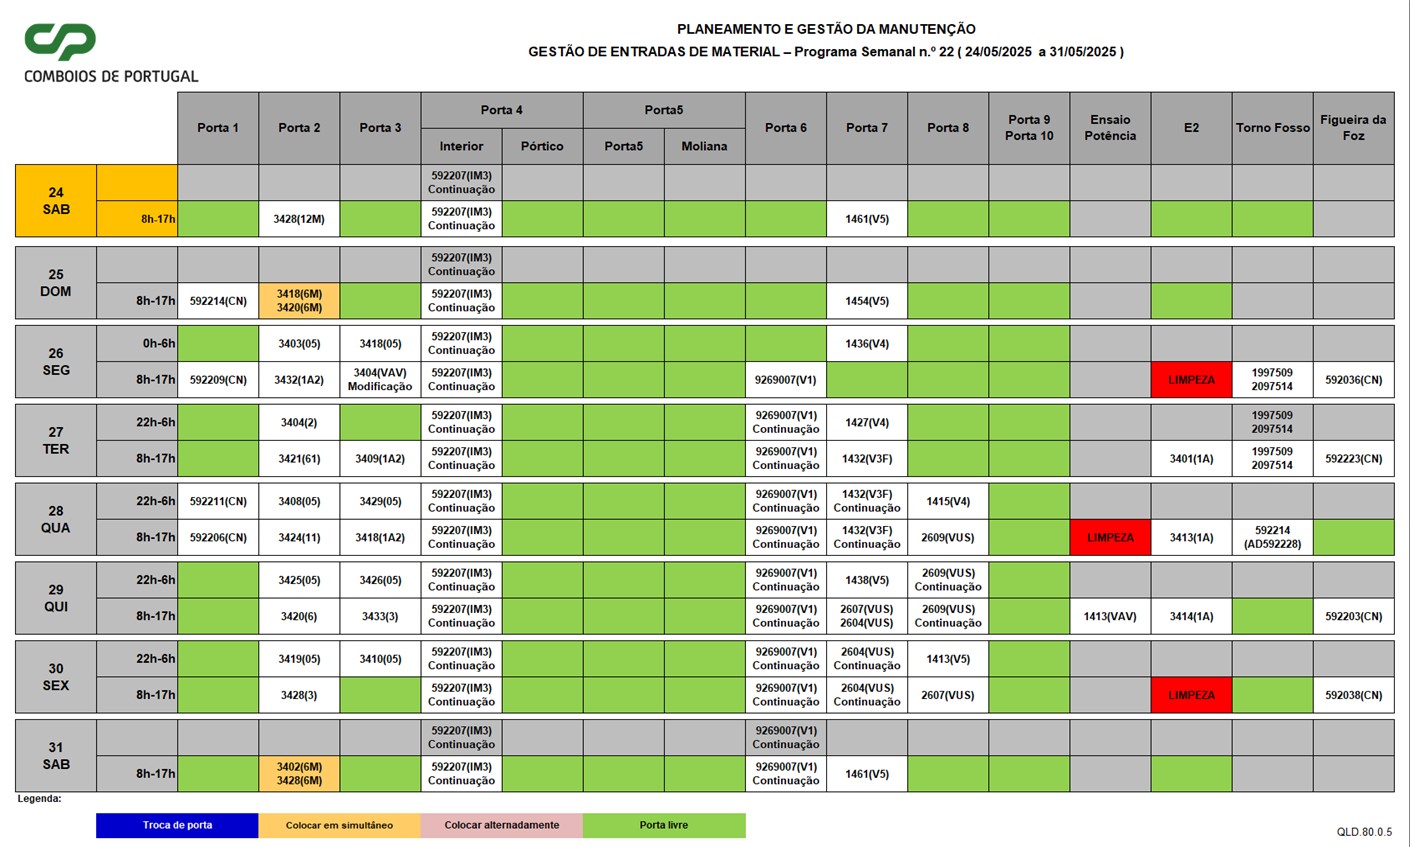 PLANEAMENTO E GESTÃO DA MANUTENÇÃO
GESTÃO DE ENTRADAS DE MATERIAL – Programa Semanal n.º 22 ( 24/05/2025 a 31/05/2025 )
CP
COMBOIOS DE PORTUGAL
Porta 1 Porta 2 Porta 3 Porta 4 Porta5 Porta 6 Porta 7 Porta 8 Porta 9 Porta 10 Ensaio Potência E2 Torno Fosso Figueira da Foz
Interior Pórtico Porta5 Moliana
24 SAB
592207(IM3) Continuação
8h-17h 3428(12M) 592207(IM3) Continuação 1461(V5)
25 DOM
592207(IM3) Continuação
8h-17h 592214(CN) 3418(6M) 3420(6M) 592207(IM3) Continuação 1454(V5)
26 SEG
0h-6h 3403(05) 3418(05) 592207(IM3) Continuação 1436(V4)
8h-17h 592209(CN) 3432(1A2) 3404(VAV) Modificação 592207(IM3) Continuação 9269007(V1) LIMPEZA 1997509 2097514 592036(CN)
27 TER
22h-6h 3404(2) 592207(IM3) Continuação 9269007(V1) Continuação 1427(V4) 1997509 2097514
8h-17h 3421(61) 3409(1A2) 592207(IM3) Continuação 9269007(V1) Continuação 1432(V3F) 3401(1A) 1997509 2097514 592223(CN)
28 QUA
22h-6h 592211(CN) 3408(05) 3429(05) 592207(IM3) Continuação 9269007(V1) Continuação 1432(V3F) Continuação 1415(V4)
8h-17h 592206(CN) 3424(11) 3418(1A2) 592207(IM3) Continuação 9269007(V1) Continuação 1432(V3F) Continuação 2609(VUS) LIMPEZA 3413(1A) 592214 (AD592228)
29 QUI
22h-6h 3425(05) 3426(05) 592207(IM3) Continuação 9269007(V1) Continuação 1438(V5) 2609(VUS) Continuação
8h-17h 3420(6) 3433(3) 592207(IM3) Continuação 9269007(V1) Continuação 2607(VUS) 2604(VUS) 2609(VUS) Continuação 1413(VAV) 3414(1A) 592203(CN)
30 SEX
22h-6h 3419(05) 3410(05) 592207(IM3) Continuação 9269007(V1) Continuação 2604(VUS) Continuação 1413(V5)
8h-17h 3428(3) 592207(IM3) Continuação 9269007(V1) Continuação 2604(VUS) Continuação 2607(VUS) LIMPEZA 592038(CN)
31 SAB
592207(IM3) Continuação 9269007(V1) Continuação
8h-17h 3402(6M) 3428(6M) 592207(IM3) Continuação 9269007(V1) Continuação 1461(V5)
Legenda:
Troca de porta Colocar em simultáneo Colocar alternadamente Porta livre
QLD.80.0.5